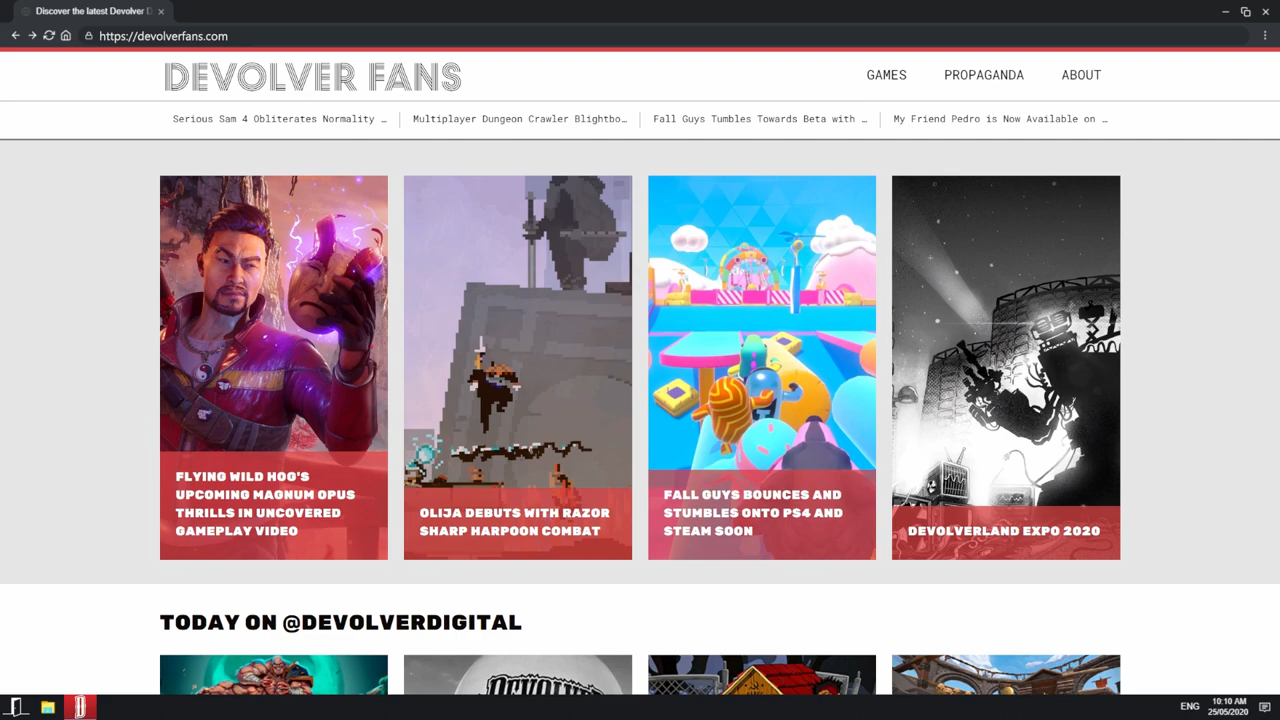 Discover the latest Devolver D
https://devolverfans.com
DEVOLVER FANS
GAMES
PROPAGANDA
ABOUT
Serious Sam 4 Obliterates Normality …
Multiplayer Dungeon Crawler Blightbo…
Fall Guys Tumbles Towards Beta with …
My Friend Pedro is Now Available on …
FLYING WILD HOG'S
UPCOMING MAGNUM OPUS
THRILLS IN UNCOVERED
GAMEPLAY VIDEO
OLIJA DEBUTS WITH RAZOR
SHARP HARPOON COMBAT
FALL GUYS BOUNCES AND
STUMBLES ONTO PS4 AND
STEAM SOON
DEVOLVERLAND EXPO 2020
TODAY ON @DEVOLVERDIGITAL
DEVOLVER
ENG
10:10 AM
25/05/2020